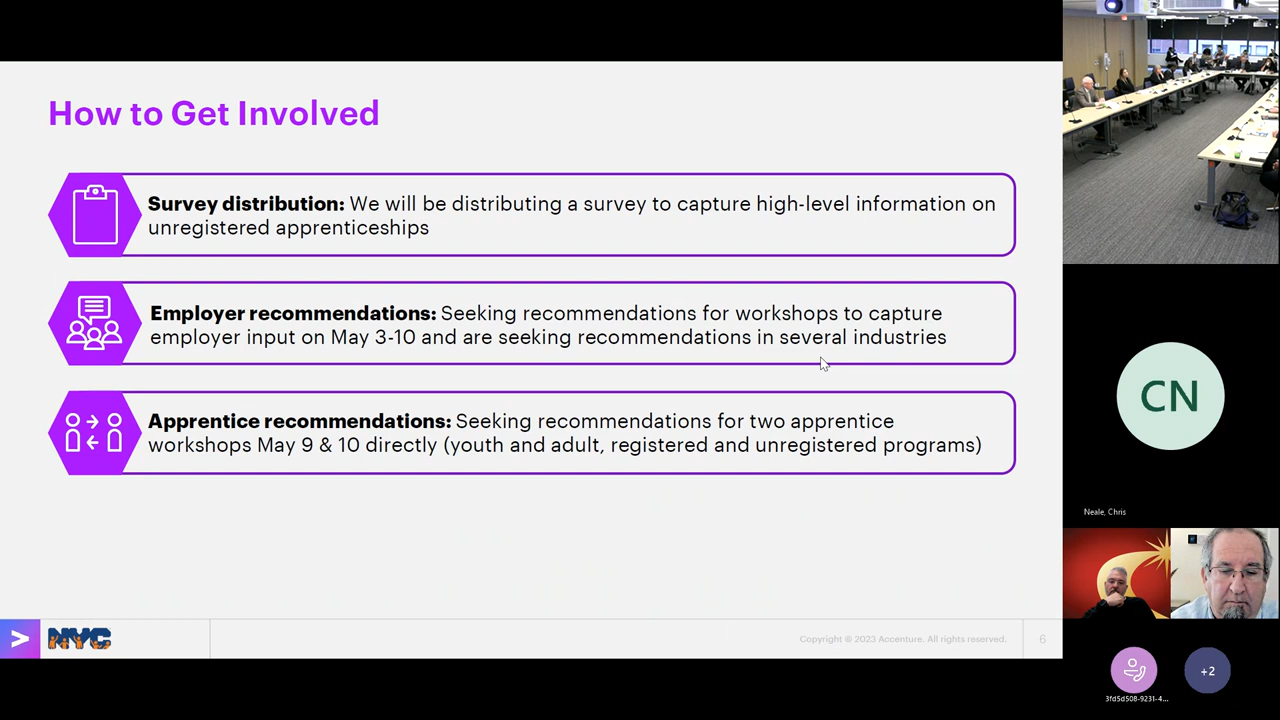 How to Get Involved
Survey distribution: We will be distributing a survey to capture high-level information on
unregistered apprenticeships
Employer recommendations: Seeking recommendations for workshops to capture
employer input on May 3-10 and are seeking recommendations in several industries
Apprentice recommendations: Seeking recommendations for two apprentice
workshops May 9 & 10 directly (youth and adult, registered and unregistered programs)
NYC
Copyright © 2023 Accenture. All rights reserved.
6
CN
Neale, Chris
3fd5d508-9231-4...
+2